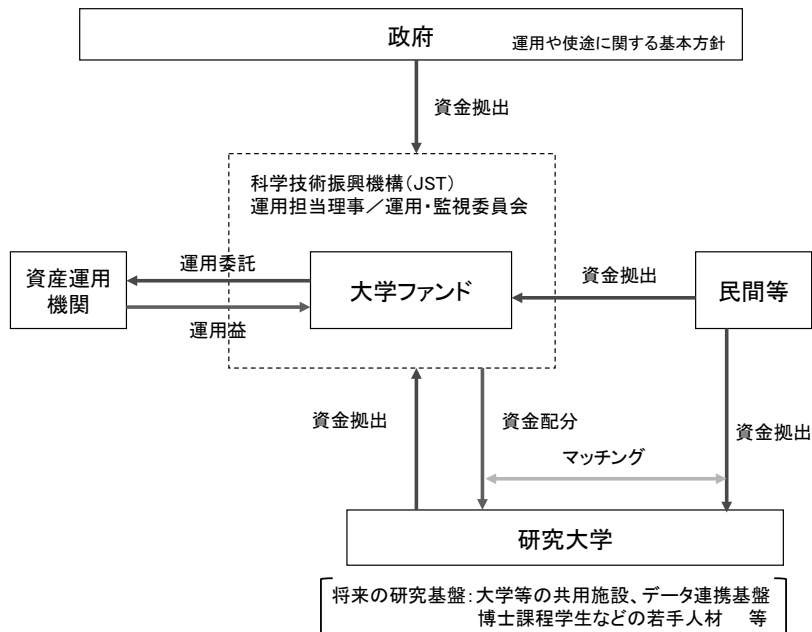 政府
運用や使途に関する基本方針
資金拠出
科学技術振興機構(JST)
運用担当理事/運用・監視委員会
資産運用
機関
運用委託
運用益
大学ファンド
資金拠出
民間等
資金拠出
資金配分
資金拠出
マッチング
研究大学
将来の研究基盤:大学等の共用施設、データ連携基盤
博士課程学生などの若手人材 等